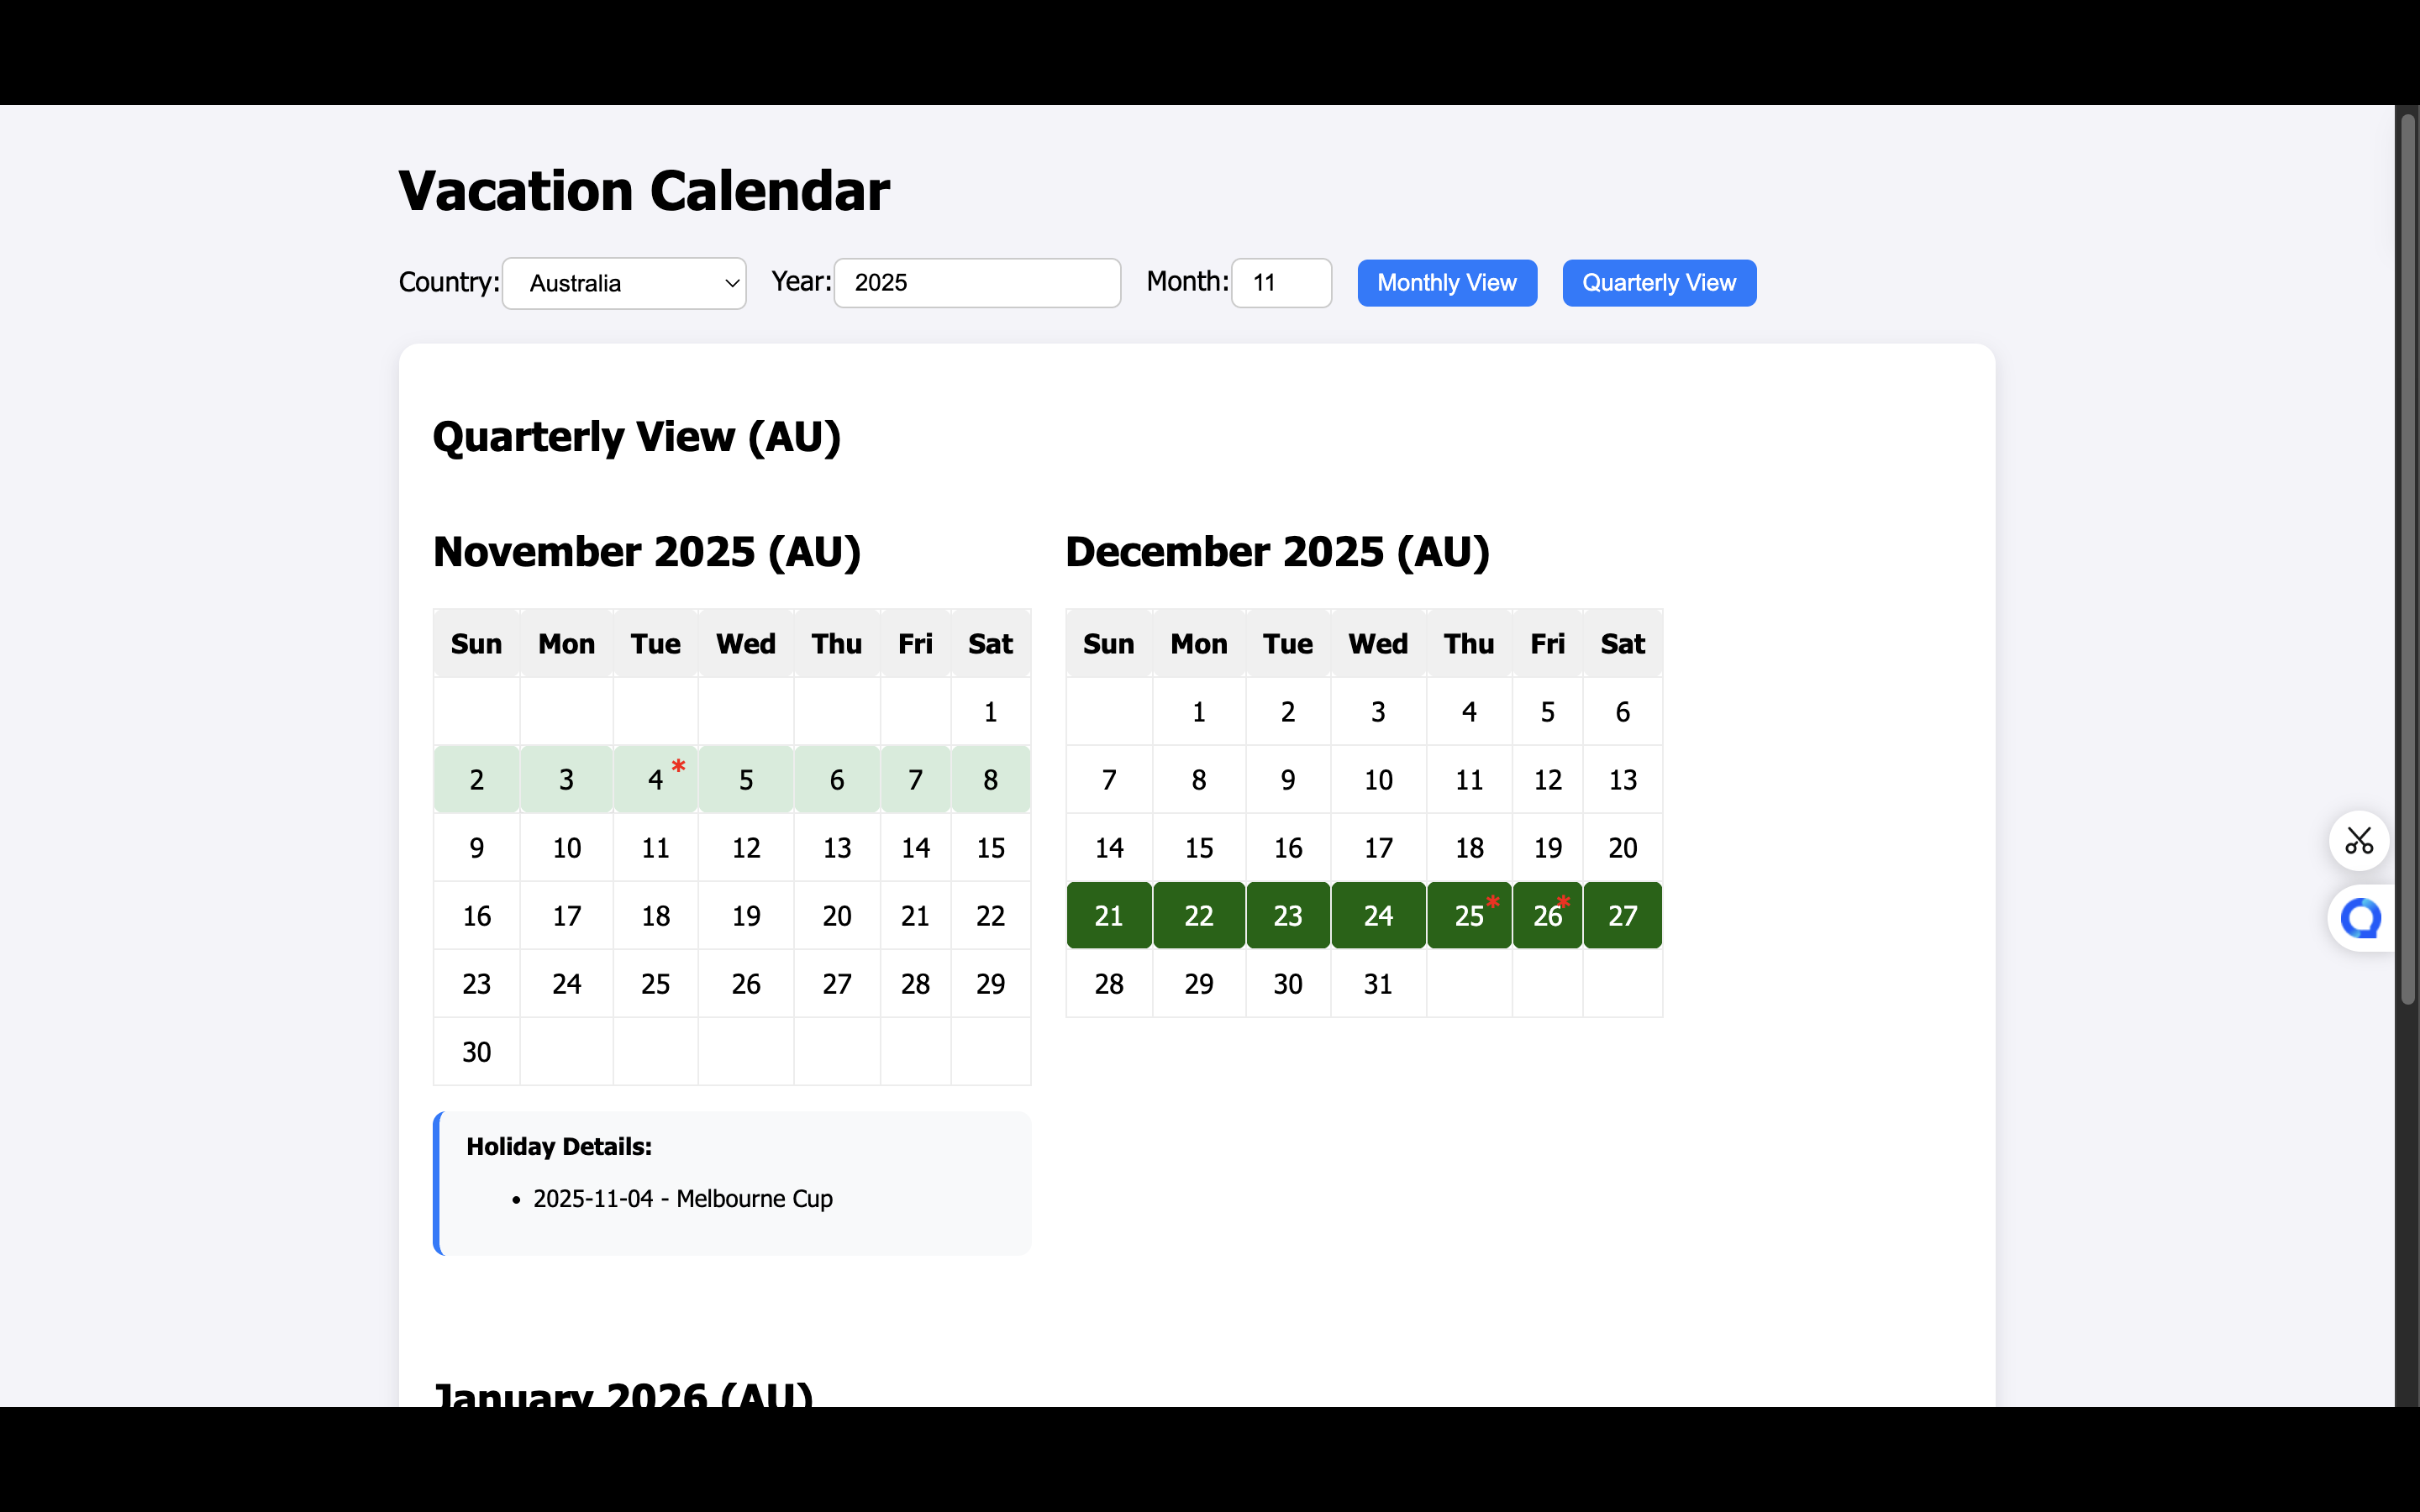 Vacation Calendar
Country: Australia Year: 2025 Month: 11 Monthly View Quarterly View
Quarterly View (AU)
November 2025 (AU)
Sun Mon Tue Wed Thu Fri Sat
1
2 3 4 * 5 6 7 8
9 10 11 12 13 14 15
16 17 18 19 20 21 22
23 24 25 26 27 28 29
30
Holiday Details:
• 2025-11-04 - Melbourne Cup
December 2025 (AU)
Sun Mon Tue Wed Thu Fri Sat
1 2 3 4 5 6
7 8 9 10 11 12 13
14 15 16 17 18 19 20
21 22 23 24 25 * 26 * 27
28 29 30 31
January 2026 (AU)